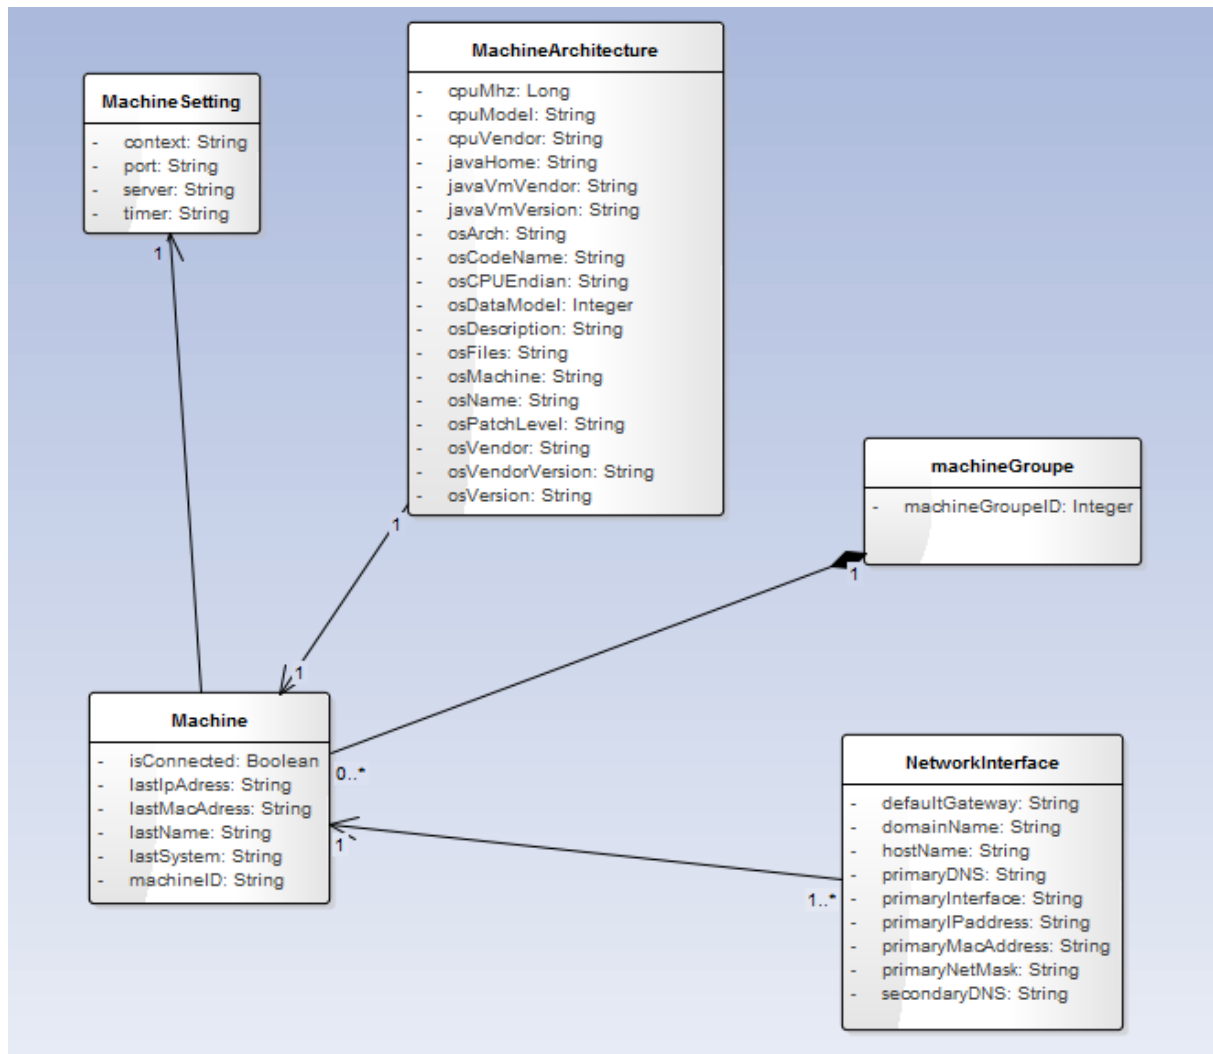 MachineSetting
- context: String
- port: String
- server: String
- timer: String
1
MachineArchitecture
- cpuMhz: Long
- cpuModel: String
- cpuVendor: String
- javaHome: String
- javaVmVendor: String
- javaVmVersion: String
- osArch: String
- osCodeName: String
- osCPUEndian: String
- osDataModel: Integer
- osDescription: String
- osFiles: String
- osMachine: String
- osName: String
- osPatchLevel: String
- osVendor: String
- osVendorVersion: String
- osVersion: String
1
1
machineGroupe
- machineGroupeID: Integer
1
Machine
- isConnected: Boolean
- lastIpAdress: String
- lastMacAdress: String
- lastName: String
- lastSystem: String
- machineID: String
0..*
1
1..*
NetworkInterface
- defaultGateway: String
- domainName: String
- hostName: String
- primaryDNS: String
- primaryInterface: String
- primaryIPaddress: String
- primaryMacAddress: String
- primaryNetMask: String
- secondaryDNS: String